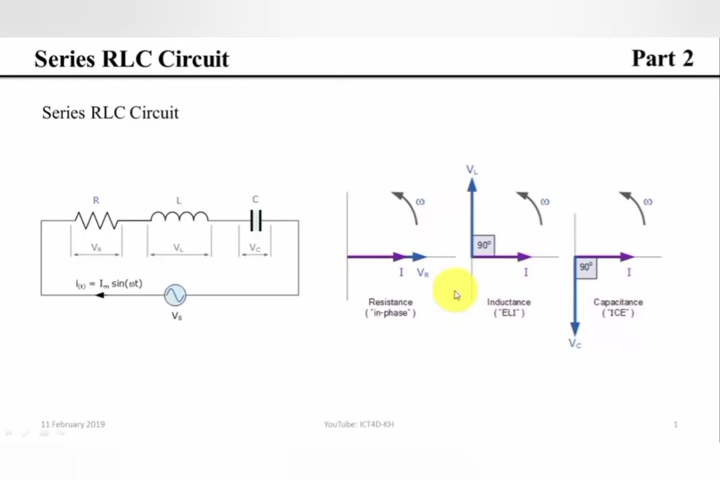 Series RLC Circuit
Part 2
Series RLC Circuit
R
L
C
VR
VL
VC
i(t) = Im sin(ωt)
VS
ω
I VR
Resistance
("in-phase")
VL
ω
90°
I
Inductance
("ELI")
ω
90°
I
Capacitance
("ICE")
VC
11 February 2019
YouTube: ICT4D-KH
1